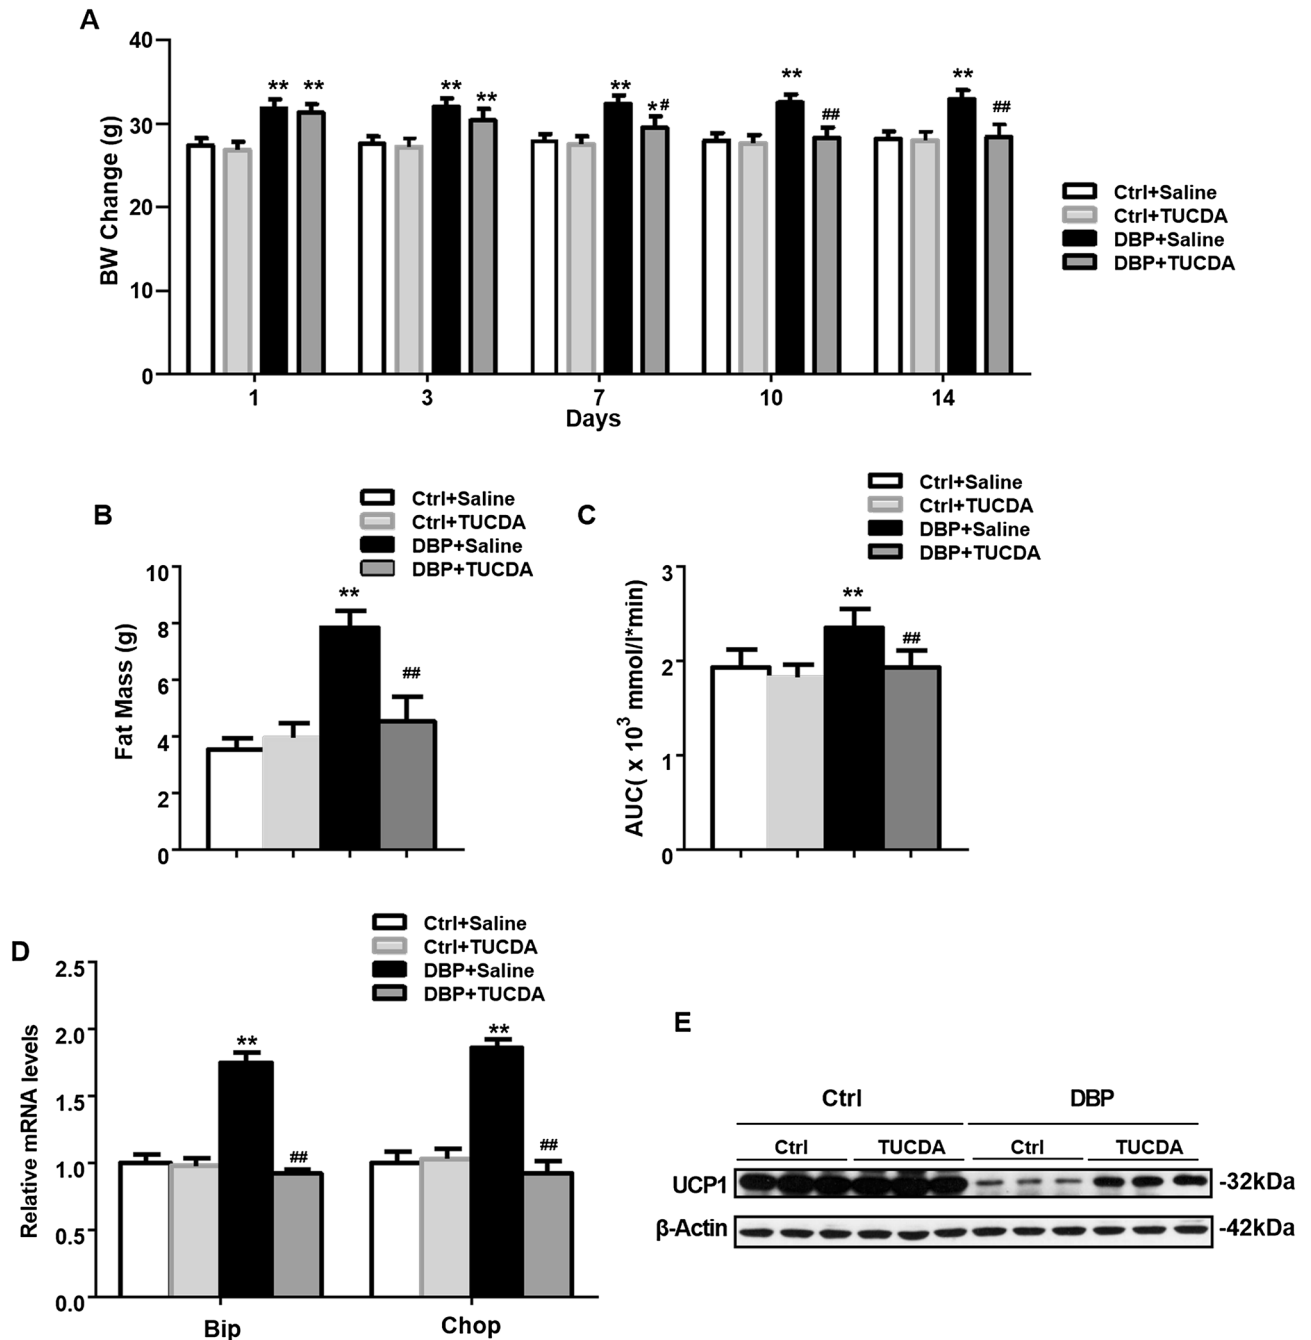 A
BW Change (g)
40
30
20
10
0
** **
** **
** *#
** ##
** ##
1 3 7 10 14
Days
Ctrl+Saline
Ctrl+TUCDA
DBP+Saline
DBP+TUCDA
B
Ctrl+Saline
Ctrl+TUCDA
DBP+Saline
DBP+TUCDA
Fat Mass (g)
10
8
6
4
2
0
**
##
C
Ctrl+Saline
Ctrl+TUCDA
DBP+Saline
DBP+TUCDA
AUC( x 10³ mmol/l*min)
3
2
1
0
**
##
D
Ctrl+Saline
Ctrl+TUCDA
DBP+Saline
DBP+TUCDA
Relative mRNA levels
2.5
2.0
1.5
1.0
0.5
0.0
**
##
**
##
Bip Chop
E
Ctrl DBP
Ctrl TUCDA Ctrl TUCDA
UCP1 -32kDa
β-Actin -42kDa